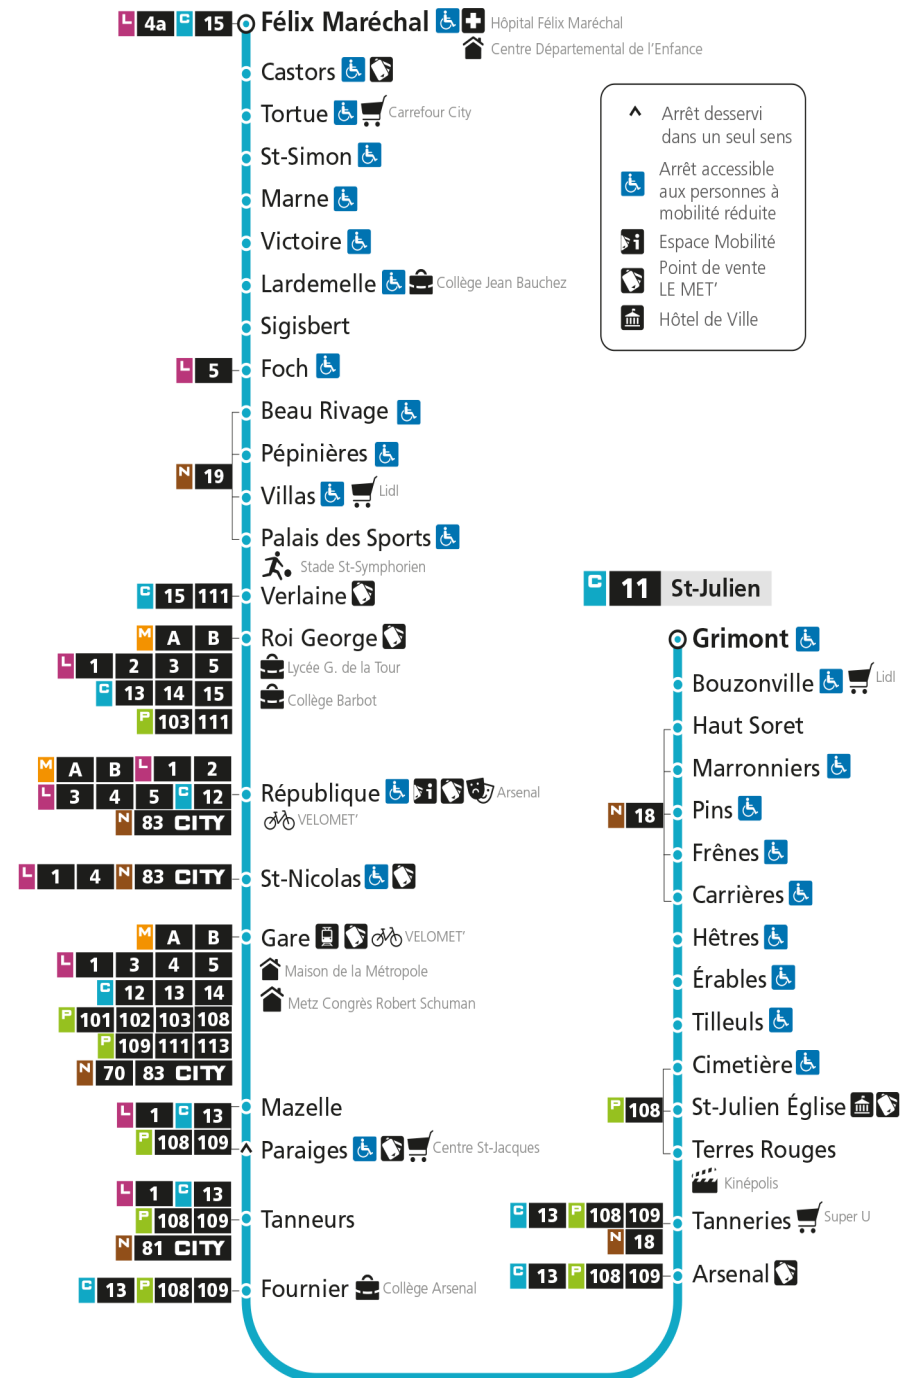 L 4a C 15 Félix Maréchal Hôpital Félix Maréchal
Centre Départemental de l'Enfance
Castors
Tortue Carrefour City
St-Simon
Marne
Victoire
Lardemelle Collège Jean Bauchez
Sigisbert
L 5 Foch
Beau Rivage
Pépinières
N 19
Villas Lidl
Palais des Sports
Stade St-Symphorien
C 15 111 Verlaine
M A B Roi George
L 1 2 3 5 Lycée G. de la Tour
C 13 14 15 Collège Barbot
P 103 111
M A B L 1 2
L 3 4 5 C 12 République Arsenal
N 83 CITY VELOMET'
L 1 4 N 83 CITY St-Nicolas
M A B Gare VELOMET'
L 1 3 4 5 Maison de la Métropole
C 12 13 14 Metz Congrès Robert Schuman
P 101 102 103 108
P 109 111 113
N 70 83 CITY
L 1 C 13 Mazelle
P 108 109 Paraiges Centre St-Jacques
L 1 C 13
P 108 109 Tanneurs
N 81 CITY
C 13 P 108 109 Fournier Collège Arsenal
Arrêt desservi
dans un seul sens
Arrêt accessible
aux personnes à
mobilité réduite
Espace Mobilité
Point de vente
LE MET'
Hôtel de Ville
C 11 St-Julien
Grimont
Bouzonville Lidl
Haut Soret
Marronniers
N 18 Pins
Frênes
Carrières
Hêtres
Érables
Tilleuls
Cimetière
P 108 St-Julien Église
Terres Rouges
Kinépolis
C 13 P 108 109 Tanneries Super U
N 18
C 13 P 108 109 Arsenal